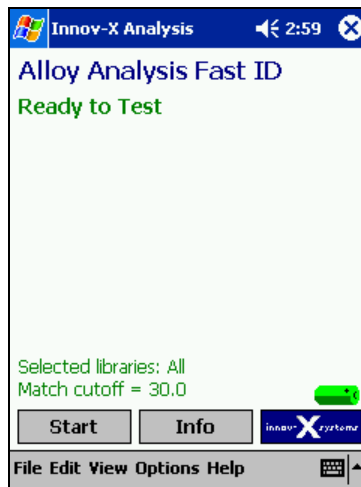 Innov-X Analysis 2:59
Alloy Analysis Fast ID
Ready to Test
Selected libraries: All
Match cutoff = 30.0
Start Info innov-X systems
File Edit View Options Help